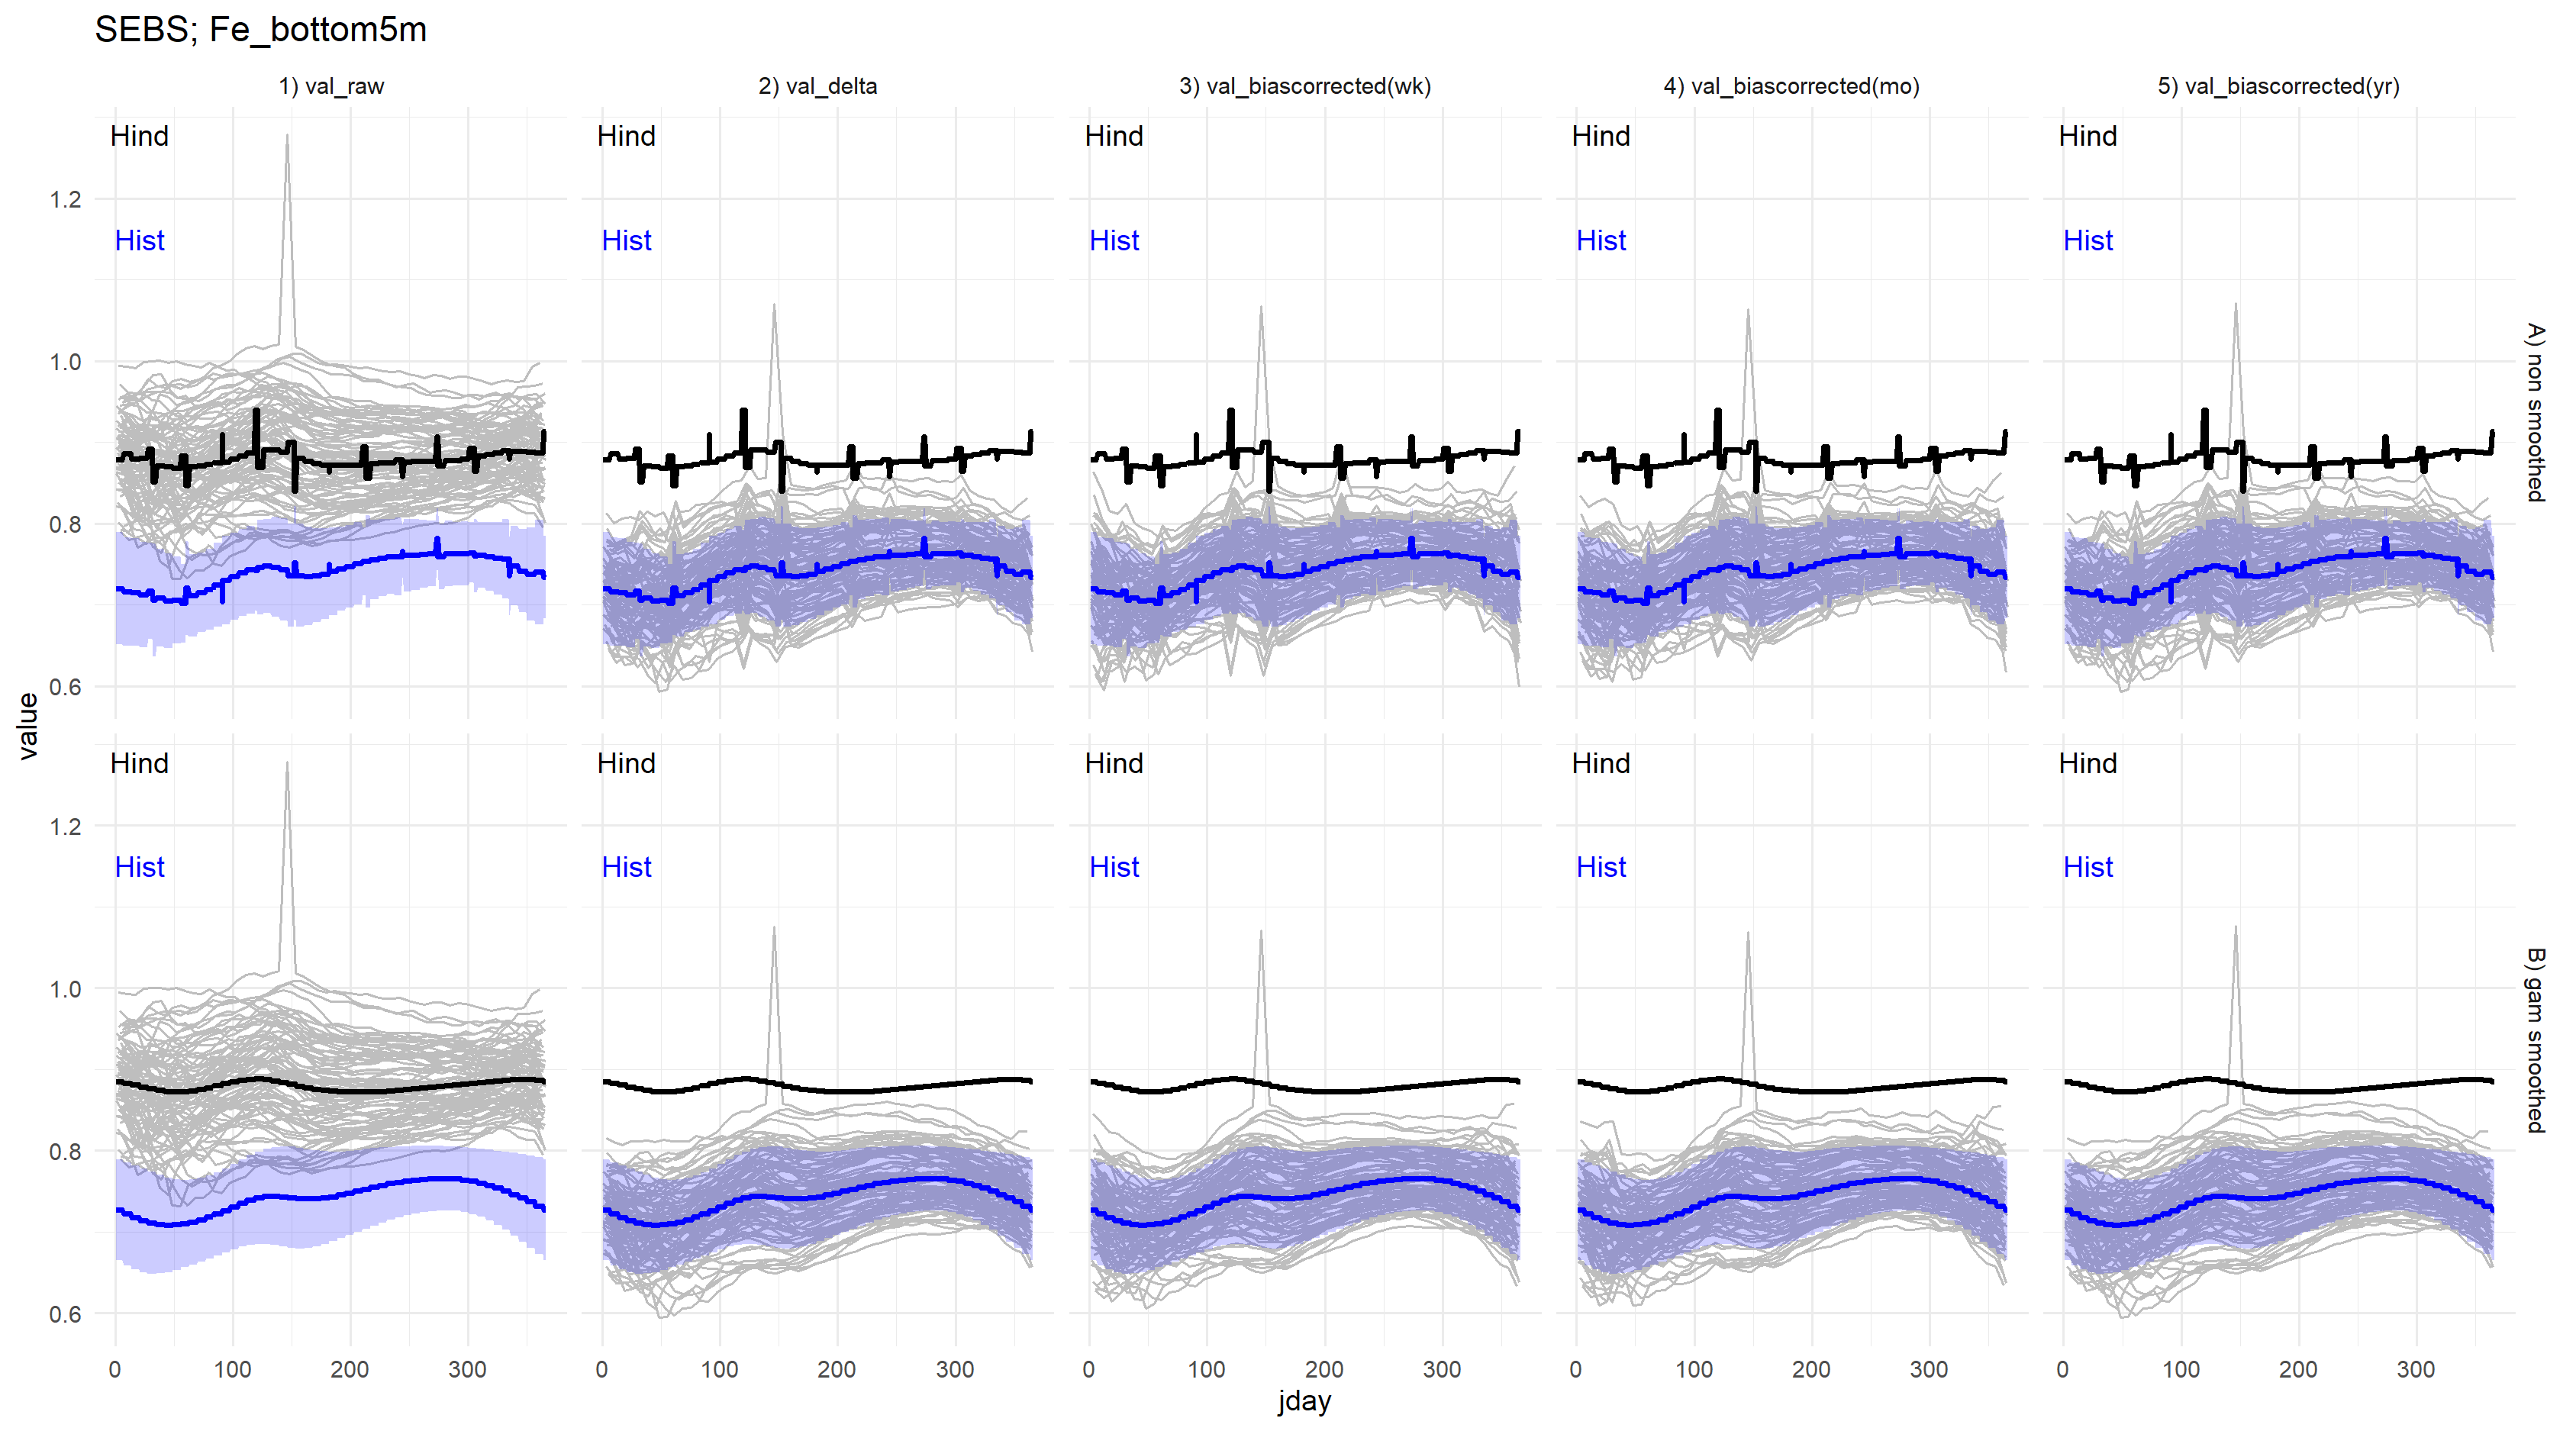 SEBS; Fe_bottom5m
1) val_raw
2) val_delta
3) val_biascorrected(wk)
4) val_biascorrected(mo)
5) val_biascorrected(yr)
Hind
Hind
Hind
Hind
Hind
Hist
Hist
Hist
Hist
Hist
1.2
1.0
0.8
0.6
A) non smoothed
value
Hind
Hind
Hind
Hind
Hind
Hist
Hist
Hist
Hist
Hist
1.2
1.0
0.8
0.6
B) gam smoothed
0 100 200 300
0 100 200 300
0 100 200 300
0 100 200 300
0 100 200 300
jday